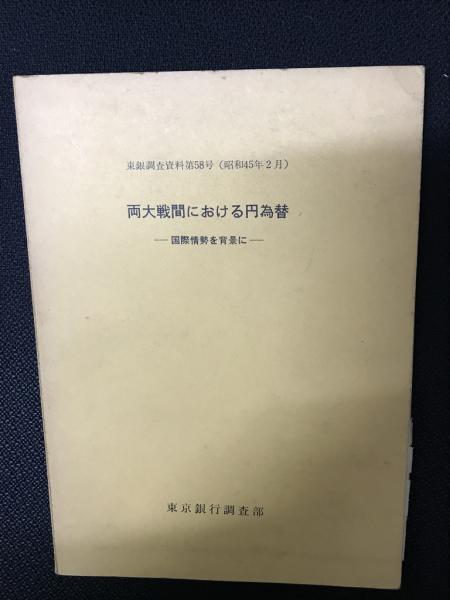 東銀調査資料第58号（昭和45年2月）
両大戦間における円為替
―国際情勢を背景に―
東京銀行調査部